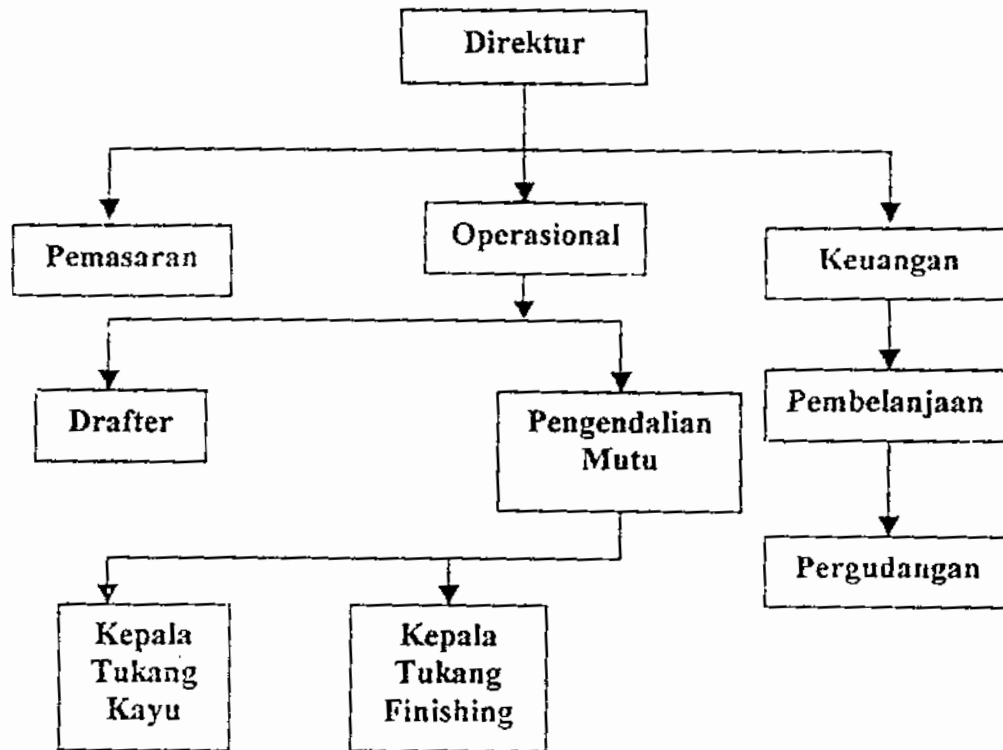 Direktur
Pemasaran
Operasional
Keuangan
Drafter
Pengendalian
Mutu
Pembelanjaan
Pergudangan
Kepala
Tukang
Kayu
Kepala
Tukang
Finishing